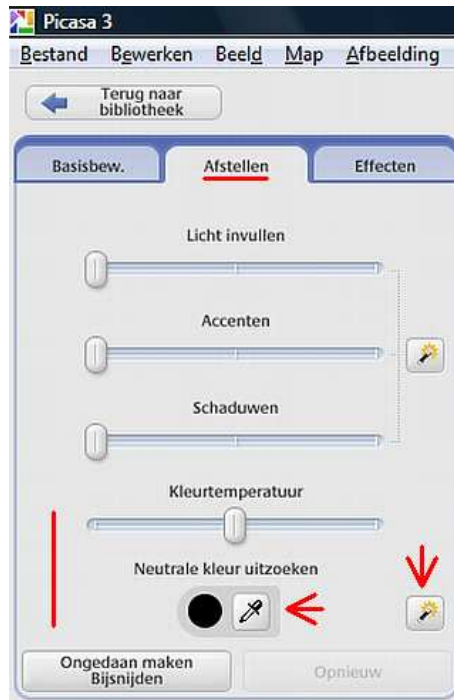 Picasa 3
Bestand Bewerken Beeld Map Afbeelding
Terug naar
bibliotheek
Basisbew. Afstellen Effecten
Licht invullen
Accenten
Schaduwen
Kleurtemperatuur
Neutrale kleur uitzoeken
Ongedaan maken
Bijsnijden
Opnieuw